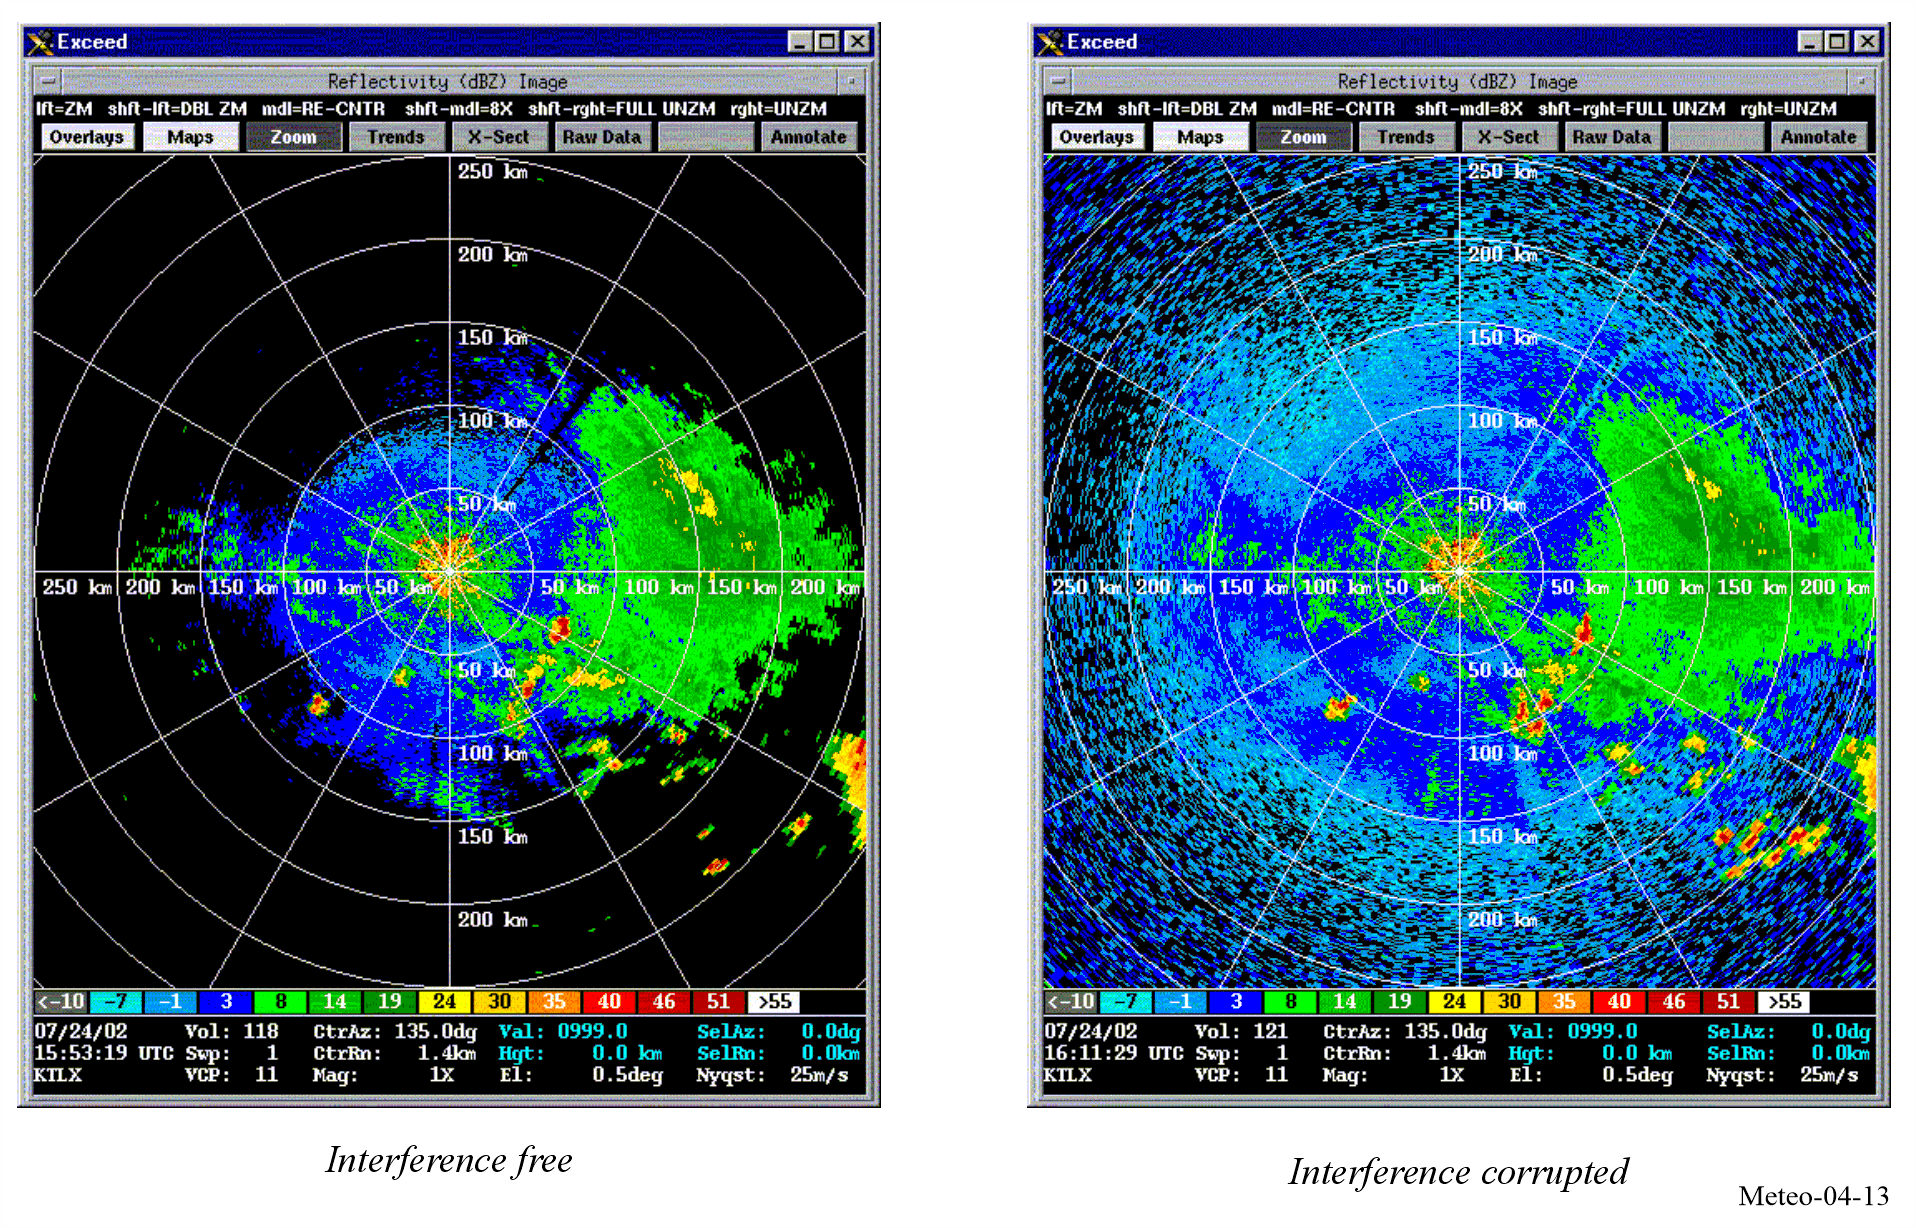 Exceed
Reflectivity (dBZ) Image
lft=ZM shft-lft=DBL ZM mdl=RE-CNTR shft-mdl=8X shft-rght=FULL UNZM rght=UNZM
Overlays Maps Zoom Trends X-Sect Raw Data Annotate
250 km
200 km
150 km
100 km
50 km
250 km 200 km 150 km 100 km 50 km 50 km 100 km 150 km 200 km
50 km
100 km
150 km
200 km
<-10 -7 -1 3 8 14 19 24 30 35 40 46 51 >55
07/24/02 Vol: 118 CtrAz: 135.0dg Val: 0999.0 SelAz: 0.0dg
15:53:19 UTC Swp: 1 CtrRn: 1.4km Hgt: 0.0 km SelRn: 0.0km
KTLX VCP: 11 Mag: 1X El: 0.5deg Nyqst: 25m/s
Interference free
Exceed
Reflectivity (dBZ) Image
lft=ZM shft-lft=DBL ZM mdl=RE-CNTR shft-mdl=8X shft-rght=FULL UNZM rght=UNZM
Overlays Maps Zoom Trends X-Sect Raw Data Annotate
250 km
200 km
150 km
100 km
50 km
250 km 200 km 150 km 100 km 50 km 50 km 100 km 150 km 200 km
50 km
100 km
150 km
200 km
<-10 -7 -1 3 8 14 19 24 30 35 40 46 51 >55
07/24/02 Vol: 121 CtrAz: 135.0dg Val: 0999.0 SelAz: 0.0dg
16:11:29 UTC Swp: 1 CtrRn: 1.4km Hgt: 0.0 km SelRn: 0.0km
KTLX VCP: 11 Mag: 1X El: 0.5deg Nyqst: 25m/s
Interference corrupted
Meteo-04-13